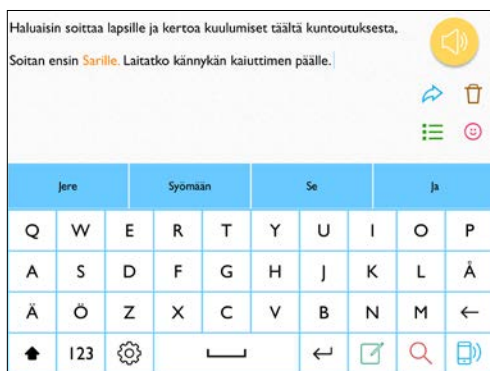 Haluaisin soittaa lapsille ja kertoa kuulumiset täältä kuntoutuksesta,
Soitan ensin Sarille. Laitatko kännykän kaiuttimen päälle.
Jere Syömään Se Ja
Q W E R T Y U I O P
A S D F G H J K L Å
Ä Ö Z X C V B N M
123